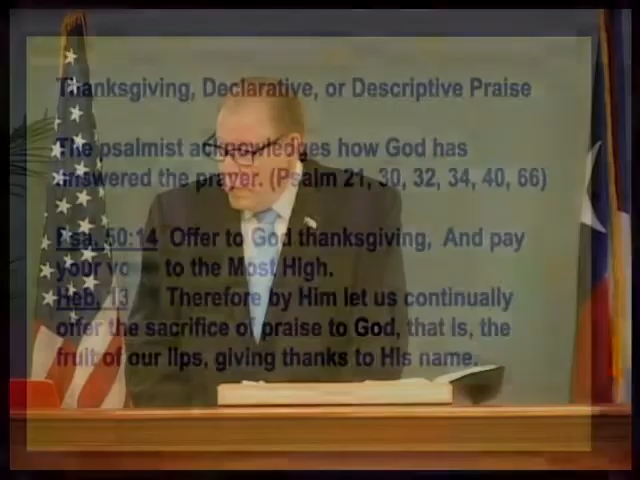 Thanksgiving, Declarative, or Descriptive Praise
The psalmist acknowledges how God has
answered the prayer. (Psalm 21, 30, 32, 34, 40, 66)
Psa. 50:14 Offer to God thanksgiving, And pay
your vows to the Most High.
Heb. 13 Therefore by Him let us continually
offer the sacrifice of praise to God, that is, the
fruit of our lips, giving thanks to His name.